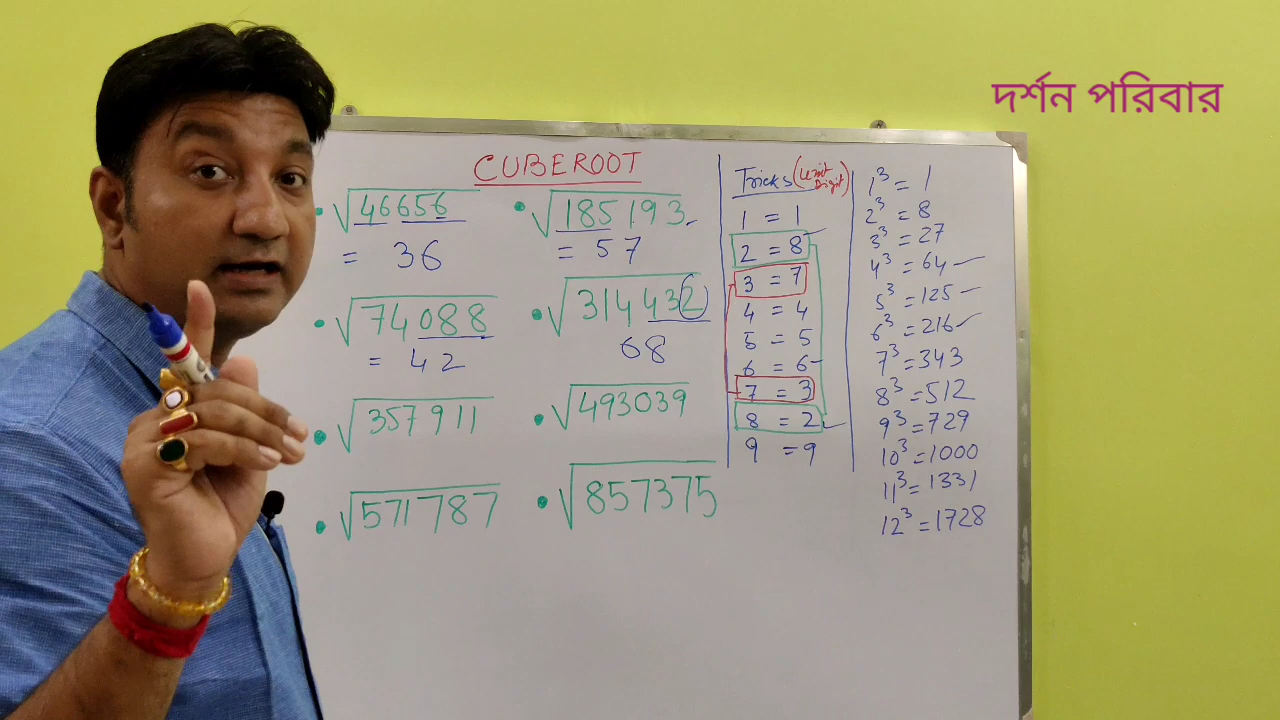 দর্শন পরিবার
CUBEROOT
√46656
= 36
√185193
= 57
√74088
= 42
√314432
68
√357911
√493039
√571787
√857375
Tricks (Unit Digit)
1 = 1
2 = 8
3 = 7
4 = 4
5 = 5
6 = 6
7 = 3
8 = 2
9 = 9
1³ = 1
2³ = 8
3³ = 27
4³ = 64
5³ = 125
6³ = 216
7³ = 343
8³ = 512
9³ = 729
10³ = 1000
11³ = 1331
12³ = 1728